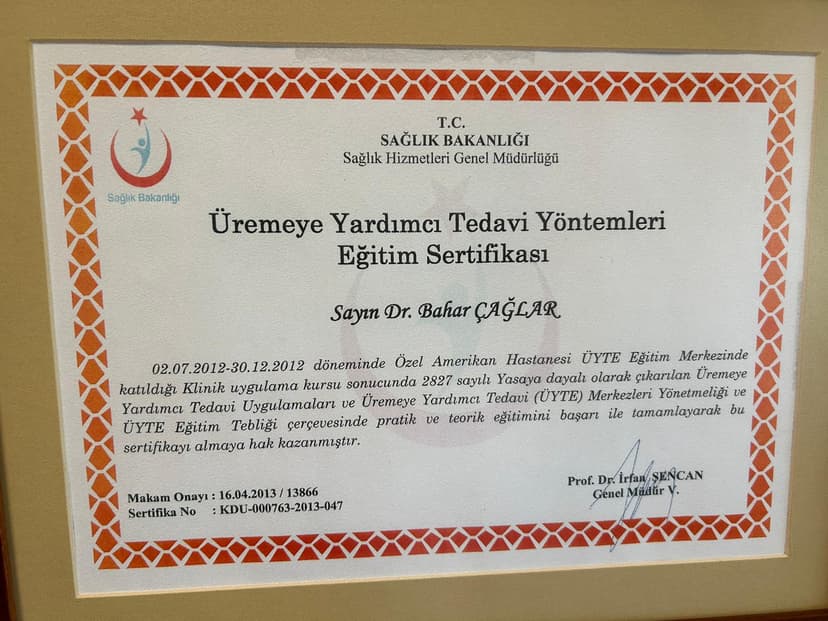 T.C.
SAĞLIK BAKANLIĞI
Sağlık Hizmetleri Genel Müdürlüğü
Sağlık Bakanlığı
Üremeye Yardımcı Tedavi Yöntemleri
Eğitim Sertifikası
Sayın Dr. Bahar ÇAĞLAR
02.07.2012-30.12.2012 döneminde Özel Amerikan Hastanesi ÜYTE Eğitim Merkezinde
katıldığı Klinik uygulama kursu sonucunda 2827 sayılı Yasaya dayalı olarak çıkarılan Üremeye
Yardımcı Tedavi Uygulamaları ve Üremeye Yardımcı Tedavi (ÜYTE) Merkezleri Yönetmeliği ve
ÜYTE Eğitim Tebliği çerçevesinde pratik ve teorik eğitimini başarı ile tamamlayarak bu
sertifikayı almaya hak kazanmıştır.
Makam Onayı : 16.04.2013 / 13866
Sertifika No : KDU-000763-2013-047
Prof. Dr. İrfan ŞENCAN
Genel Müdür V.